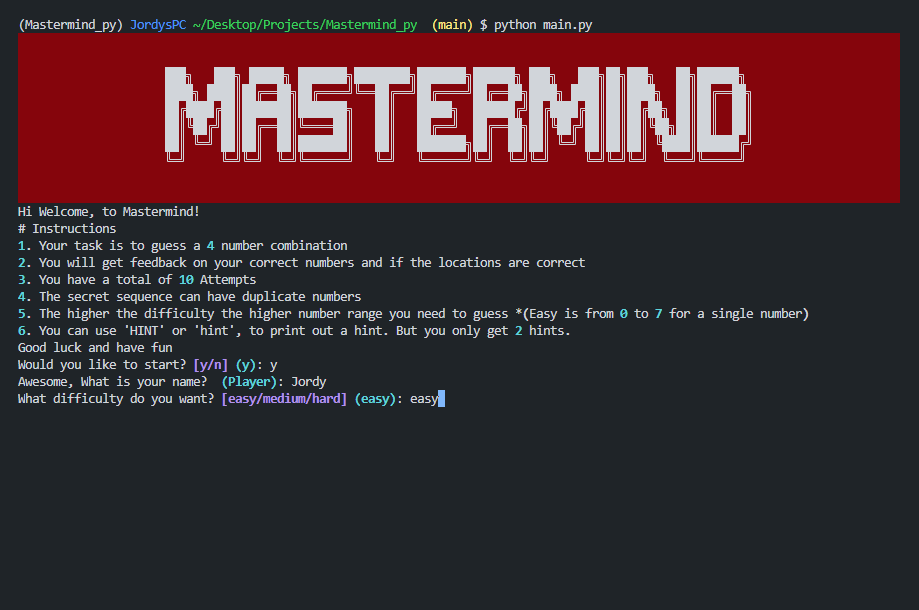 (Mastermind_py) JordysPC ~/Desktop/Projects/Mastermind_py  (main) $ python main.py
MASTERMIND
Hi Welcome, to Mastermind!
# Instructions
1. Your task is to guess a 4 number combination
2. You will get feedback on your correct numbers and if the locations are correct
3. You have a total of 10 Attempts
4. The secret sequence can have duplicate numbers
5. The higher the difficulty the higher number range you need to guess *(Easy is from 0 to 7 for a single number)
6. You can use 'HINT' or 'hint', to print out a hint. But you only get 2 hints.
Good luck and have fun
Would you like to start? [y/n] (y): y
Awesome, What is your name?  (Player): Jordy
What difficulty do you want? [easy/medium/hard] (easy): easy